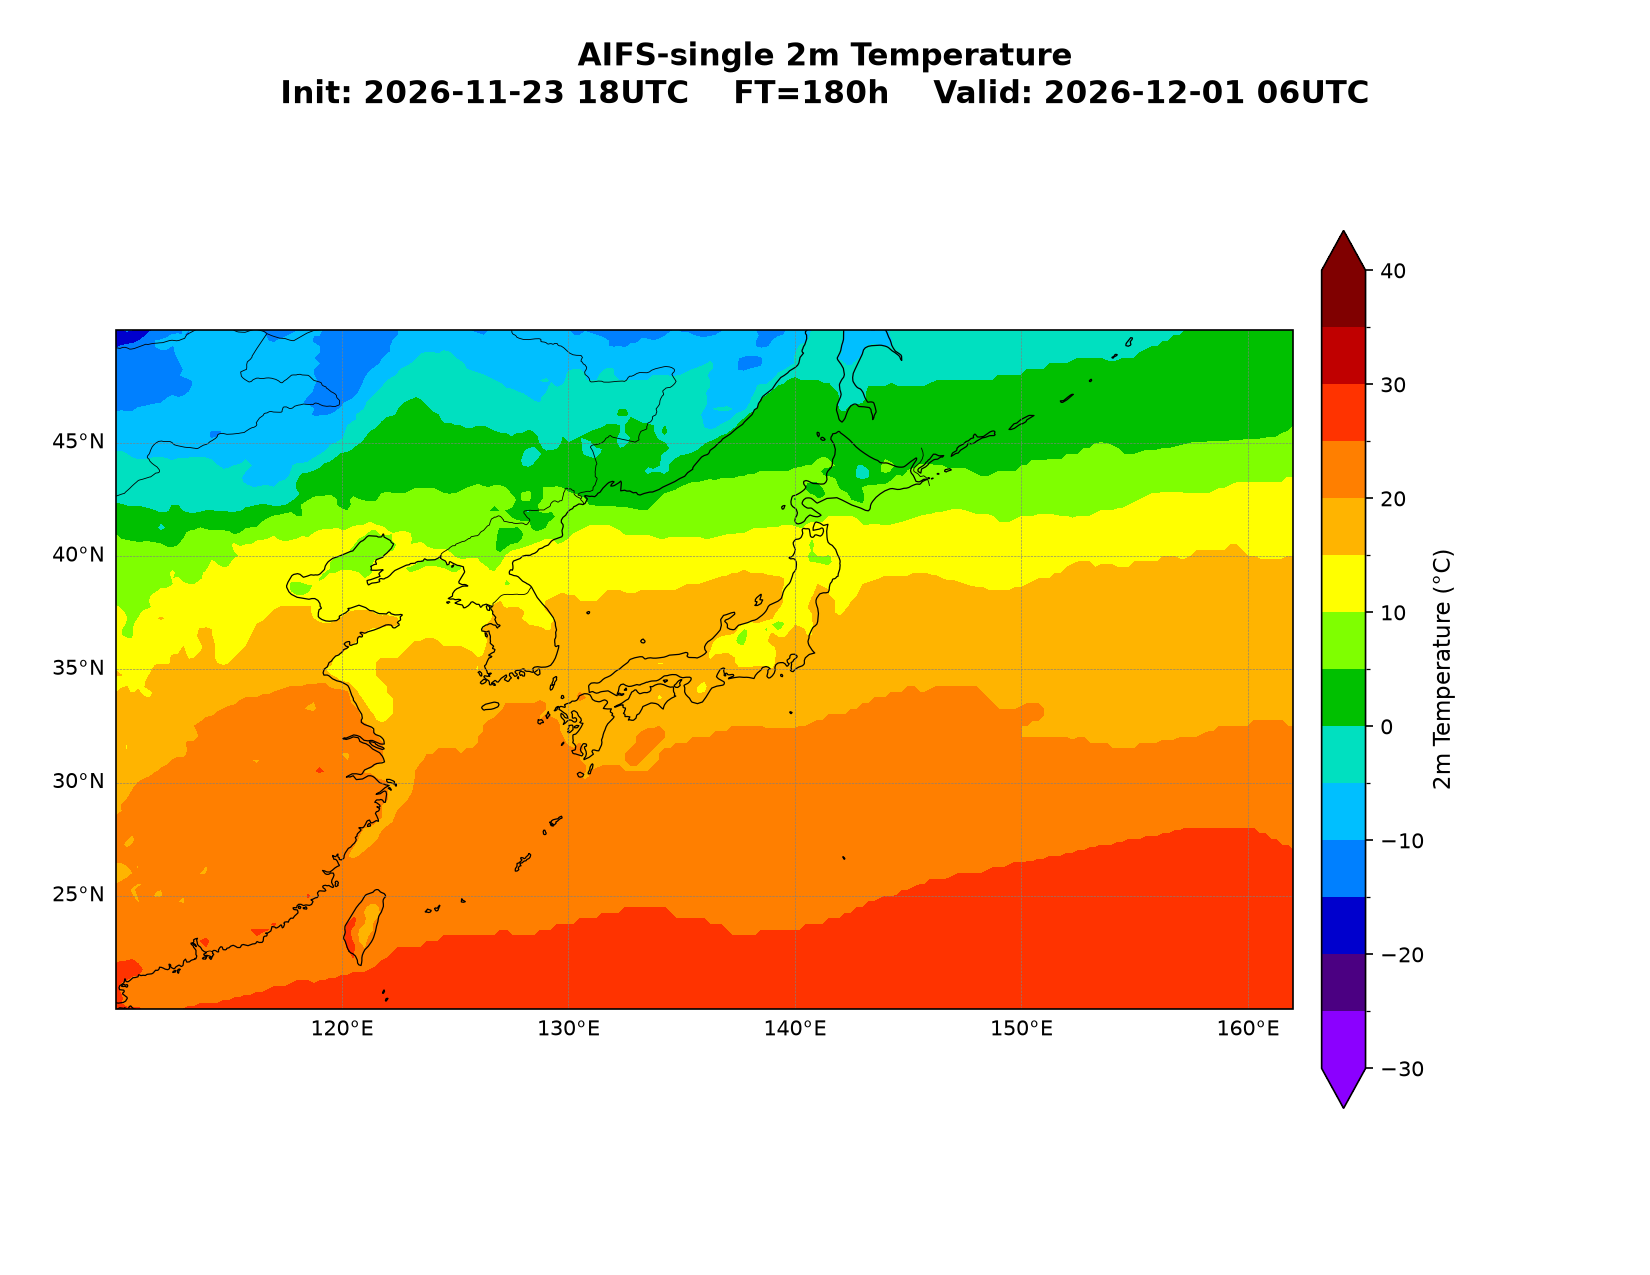 AIFS-single 2m Temperature
Init: 2026-11-23 18UTC    FT=180h    Valid: 2026-12-01 06UTC
45°N
40°N
35°N
30°N
25°N
120°E
130°E
140°E
150°E
160°E
40
30
20
10
0
−10
−20
−30
2m Temperature (°C)